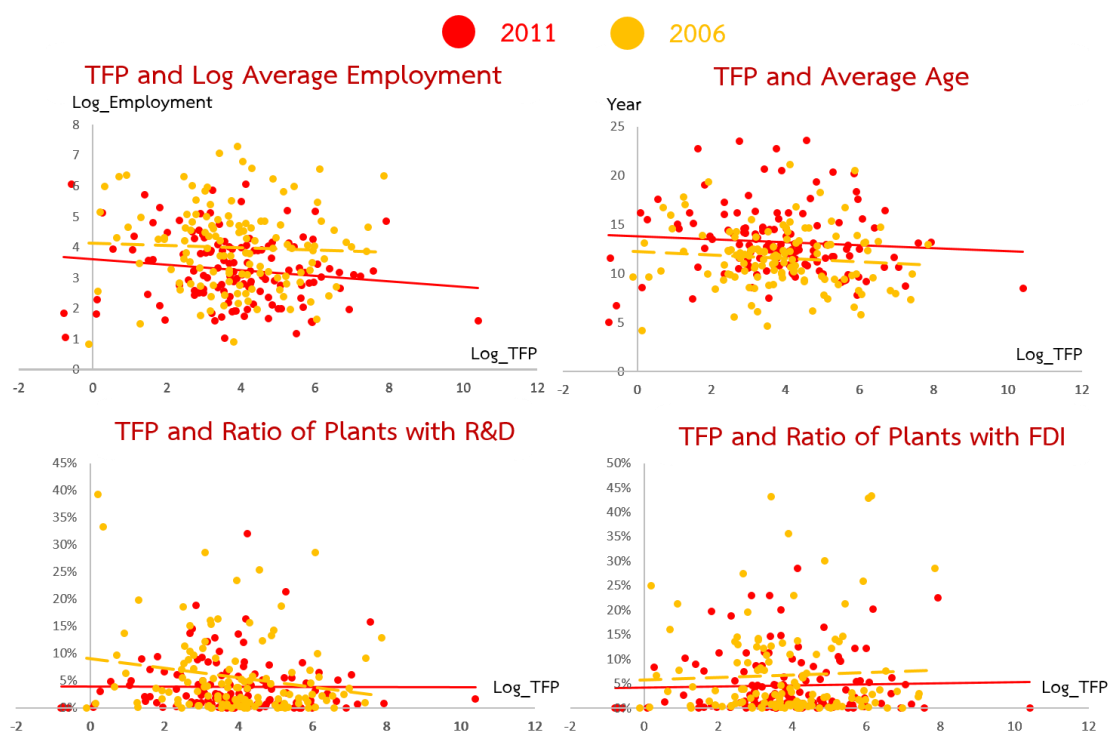 2011
2006
TFP and Log Average Employment
Log_Employment
8
7
6
5
4
3
2
1
0
Log_TFP
-2 0 2 4 6 8 10 12
TFP and Average Age
Year
25
20
15
10
5
0
Log_TFP
-2 0 2 4 6 8 10 12
TFP and Ratio of Plants with R&D
45%
40%
35%
30%
25%
20%
15%
10%
5%
0%
Log_TFP
-2 0 2 4 6 8 10 12
TFP and Ratio of Plants with FDI
50%
45%
40%
35%
30%
25%
20%
15%
10%
5%
0%
Log_TFP
-2 0 2 4 6 8 10 12